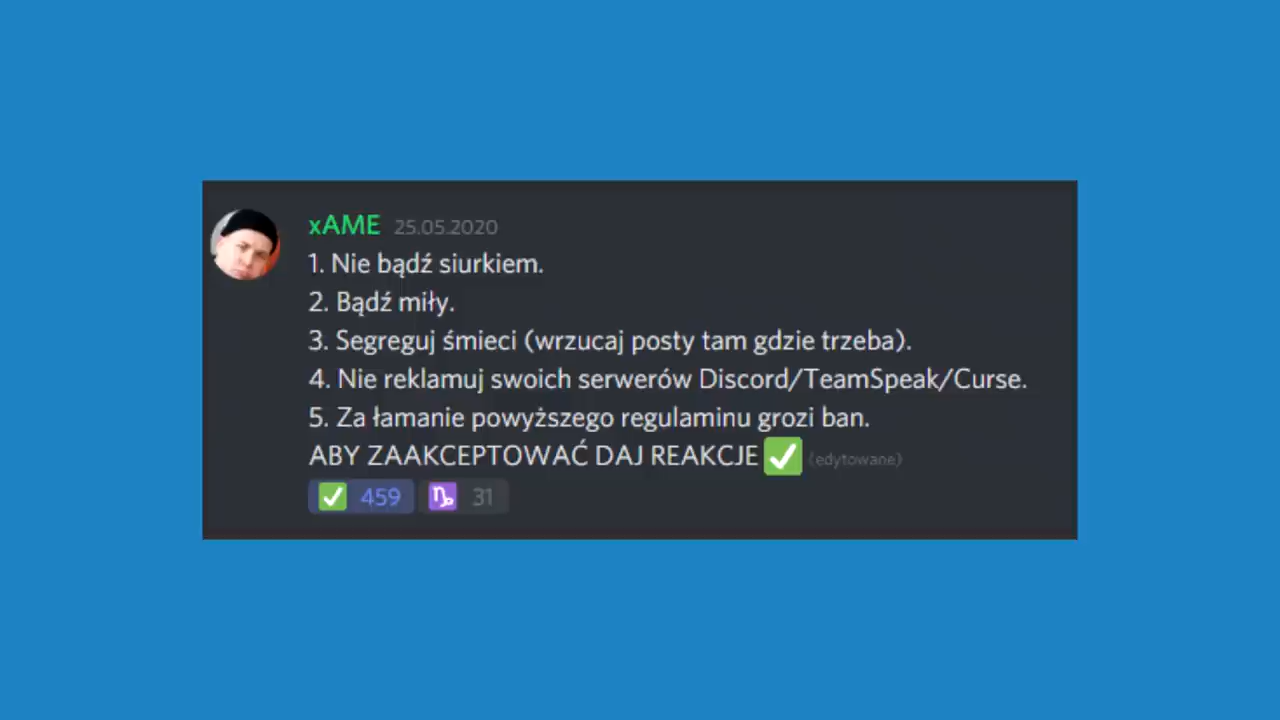 xAME 25.05.2020
1. Nie bądź siurkiem.
2. Bądź miły.
3. Segreguj śmieci (wrzucaj posty tam gdzie trzeba).
4. Nie reklamuj swoich serwerów Discord/TeamSpeak/Curse.
5. Za łamanie powyższego regulaminu grozi ban.
ABY ZAAKCEPTOWAĆ DAJ REAKCJE ✅ (edytowane)
✅ 459 ♑ 31